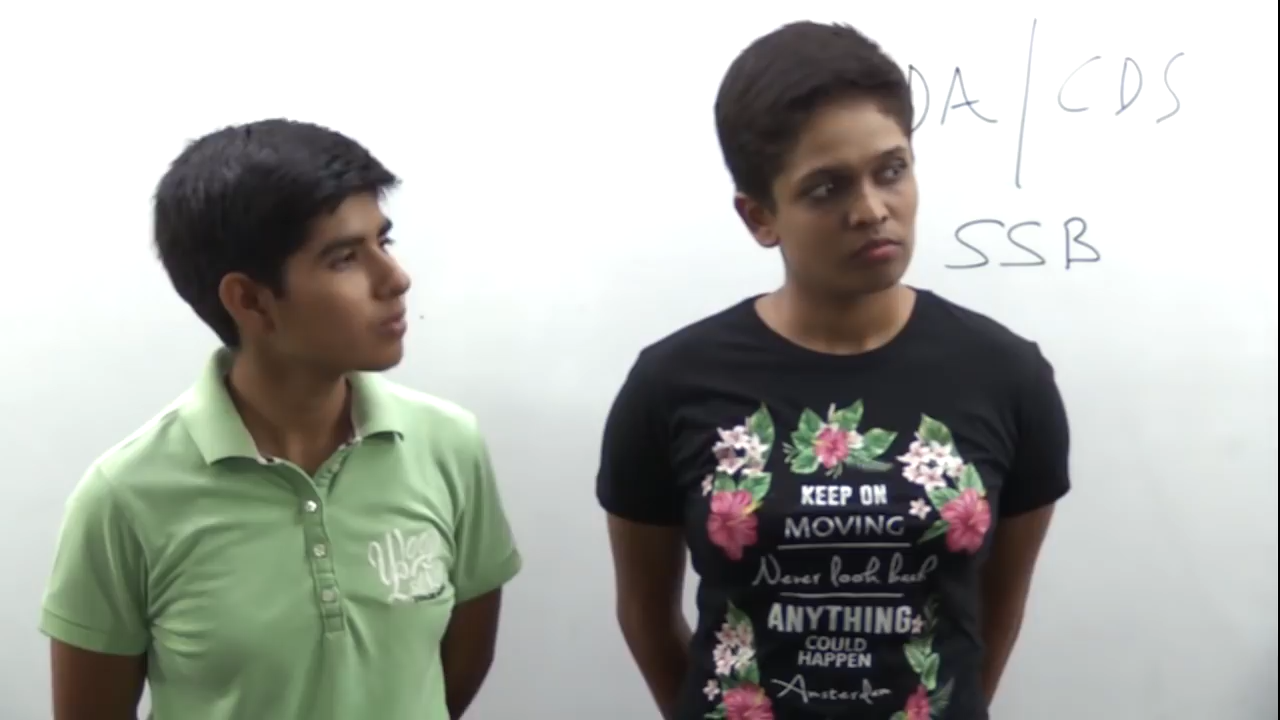 DA/CDS
SSB
KEEP ON
MOVING
Never look back
ANYTHING
COULD
HAPPEN
Amsterdam